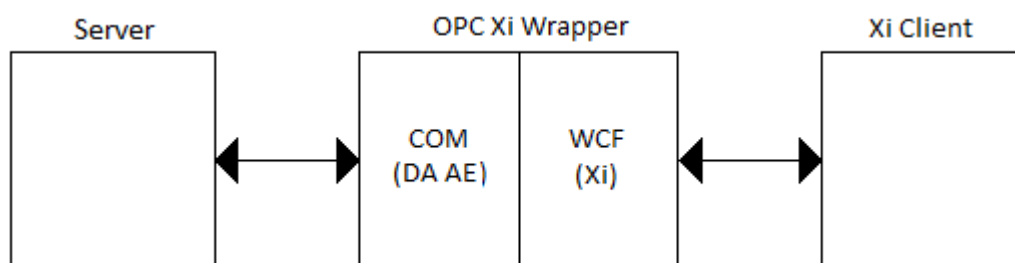 Server
OPC Xi Wrapper
Xi Client
COM
(DA AE)
WCF
(Xi)